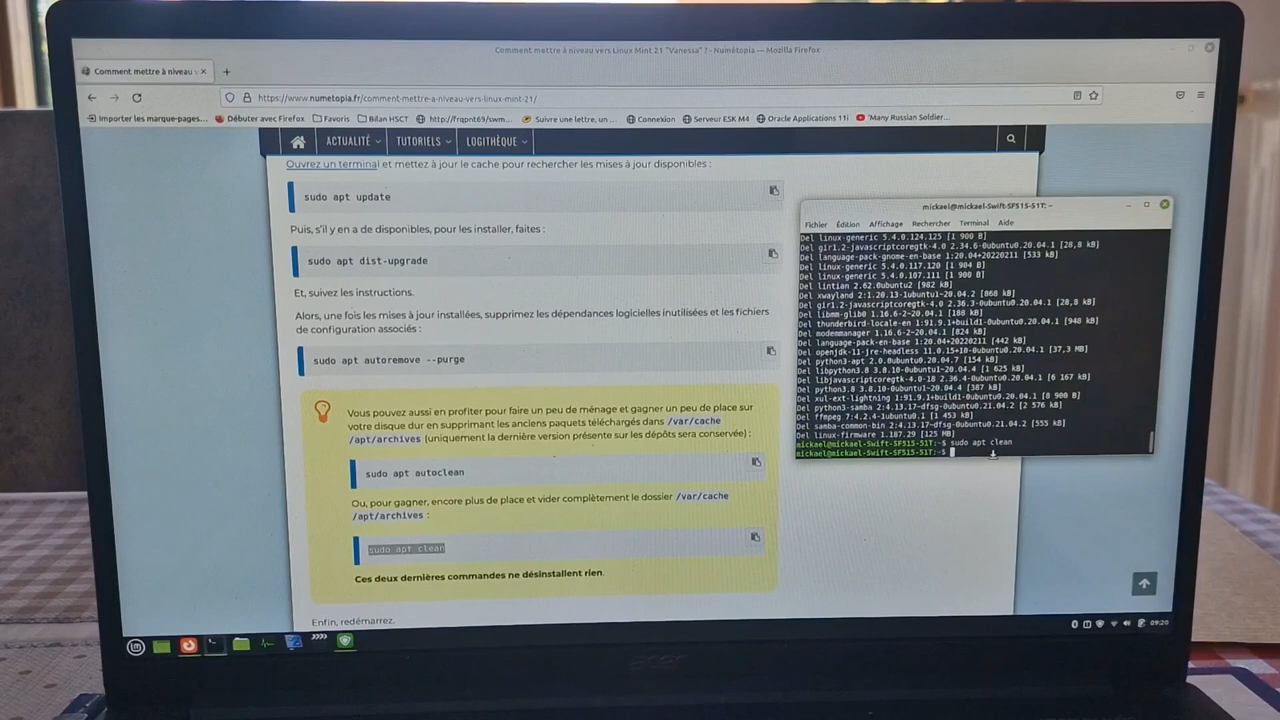 Comment mettre à niveau vers Linux Mint 21 "Vanessa" ? - Numétopia — Mozilla Firefox
Comment mettre à niveau v
https://www.numetopia.fr/comment-mettre-a-niveau-vers-linux-mint-21/
Importer les marque-pages... Débuter avec Firefox Favoris Bilan HSCT http://frqpnt69/swm... Suivre une lettre, un ... Connexion Serveur ESK M4 Oracle Applications 11i 'Many Russian Soldier...
ACTUALITÉ TUTORIELS LOGITHÈQUE
Ouvrez un terminal et mettez à jour le cache pour rechercher les mises à jour disponibles :
sudo apt update
Puis, s'il y en a de disponibles, pour les installer, faites :
sudo apt dist-upgrade
Et, suivez les instructions.
Alors, une fois les mises à jour installées, supprimez les dépendances logicielles inutilisées et les fichiers
de configuration associés :
sudo apt autoremove --purge
Vous pouvez aussi en profiter pour faire un peu de ménage et gagner un peu de place sur
votre disque dur en supprimant les anciens paquets téléchargés dans /var/cache
/apt/archives (uniquement la dernière version présente sur les dépôts sera conservée) :
sudo apt autoclean
Ou, pour gagner, encore plus de place et vider complètement le dossier /var/cache
/apt/archives :
sudo apt clean
Ces deux dernières commandes ne désinstallent rien.
Enfin, redémarrez.
mickael@mickael-Swift-SF515-51T: ~
Fichier Édition Affichage Rechercher Terminal Aide
Del linux-generic 5.4.0.124.125 [1 900 B]
Del gir1.2-javascriptcoregtk-4.0 2.34.6-0ubuntu0.20.04.1 [28,8 kB]
Del language-pack-gnome-en-base 1:20.04+20220211 [533 kB]
Del linux-generic 5.4.0.117.120 [1 904 B]
Del linux-generic 5.4.0.107.111 [1 900 B]
Del lintian 2.62.0ubuntu2 [982 kB]
Del xwayland 2:1.20.13-1ubuntu1~20.04.2 [868 kB]
Del gir1.2-javascriptcoregtk-4.0 2.36.3-0ubuntu0.20.04.1 [28,8 kB]
Del libmm-glib0 1.16.6-2~20.04.1 [188 kB]
Del thunderbird-locale-en 1:91.9.1+build1-0ubuntu0.20.04.1 [948 kB]
Del modemmanager 1.16.6-2~20.04.1 [824 kB]
Del language-pack-en-base 1:20.04+20220211 [442 kB]
Del openjdk-11-jre-headless 11.0.15+10-0ubuntu0.20.04.1 [37,3 MB]
Del python3-apt 2.0.0ubuntu0.20.04.7 [154 kB]
Del libpython3.8 3.8.10-0ubuntu1~20.04.4 [1 625 kB]
Del libjavascriptcoregtk-4.0-18 2.36.4-0ubuntu0.20.04.1 [6 167 kB]
Del python3.8 3.8.10-0ubuntu1~20.04.4 [387 kB]
Del xul-ext-lightning 1:91.9.1+build1-0ubuntu0.20.04.1 [8 900 B]
Del python3-samba 2:4.13.17~dfsg-0ubuntu0.21.04.2 [2 576 kB]
Del ffmpeg 7:4.2.4-1ubuntu0.1 [1 453 kB]
Del samba-common-bin 2:4.13.17~dfsg-0ubuntu0.21.04.2 [555 kB]
Del linux-firmware 1.187.29 [125 MB]
mickael@mickael-Swift-SF515-51T:~$ sudo apt clean
mickael@mickael-Swift-SF515-51T:~$
09:20
acer